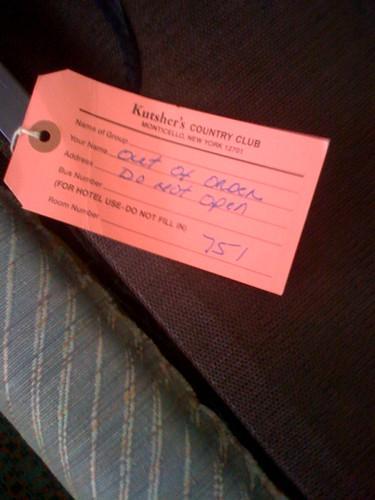 Kutsher's COUNTRY CLUB
MONTICELLO, NEW YORK 12701
Name of Group
Your Name Out of order
Address Do not open
Bus Number
(FOR HOTEL USE-DO NOT FILL IN)
Room Number 751